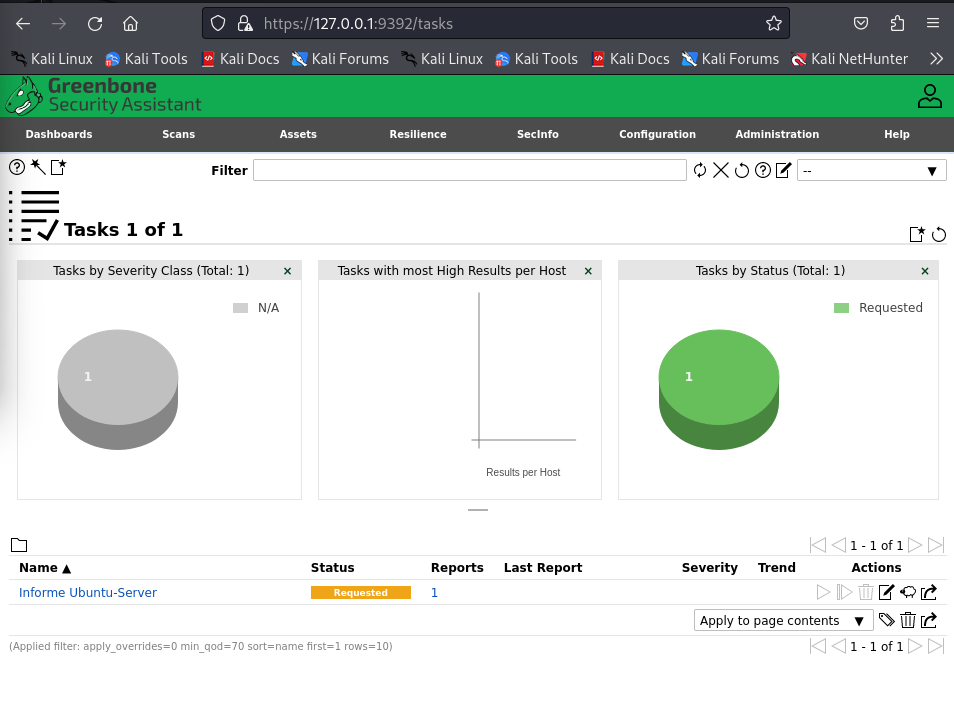 https://127.0.0.1:9392/tasks
Kali Linux Kali Tools Kali Docs Kali Forums Kali Linux Kali Tools Kali Docs Kali Forums Kali NetHunter
Greenbone
Security Assistant
Dashboards Scans Assets Resilience SecInfo Configuration Administration Help
Filter --
Tasks 1 of 1
Tasks by Severity Class (Total: 1) Tasks with most High Results per Host Tasks by Status (Total: 1)
N/A Requested
1 1
Results per Host
1 - 1 of 1
Name ▲ Status Reports Last Report Severity Trend Actions
Informe Ubuntu-Server Requested 1
Apply to page contents ▼
(Applied filter: apply_overrides=0 min_qod=70 sort=name first=1 rows=10) 1 - 1 of 1